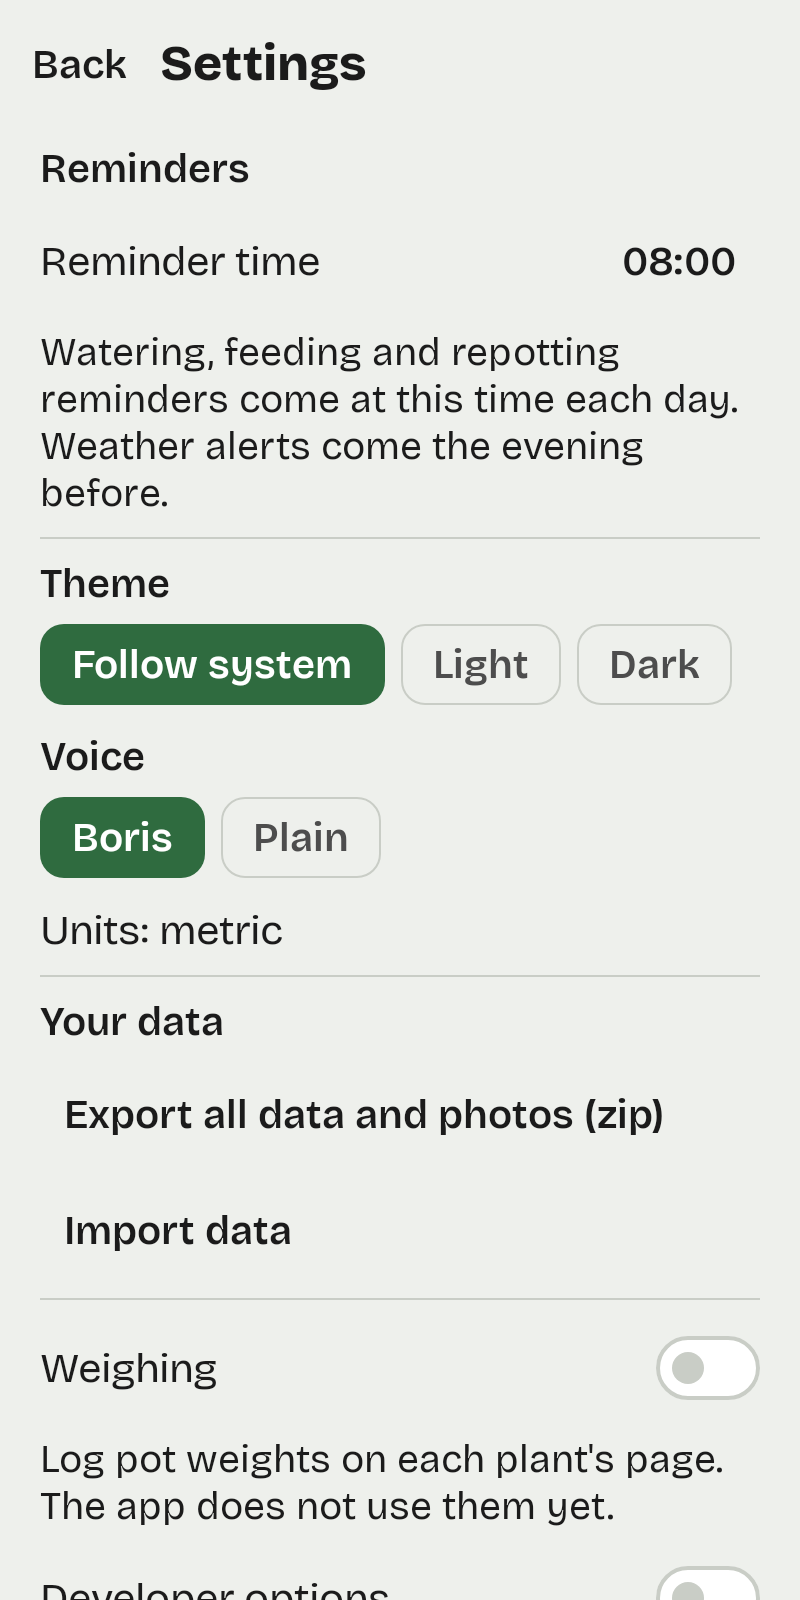 Back Settings
Reminders
Reminder time 08:00
Watering, feeding and repotting
reminders come at this time each day.
Weather alerts come the evening
before.
Theme
Follow system Light Dark
Voice
Boris Plain
Units: metric
Your data
Export all data and photos (zip)
Import data
Weighing
Log pot weights on each plant's page.
The app does not use them yet.
Developer options